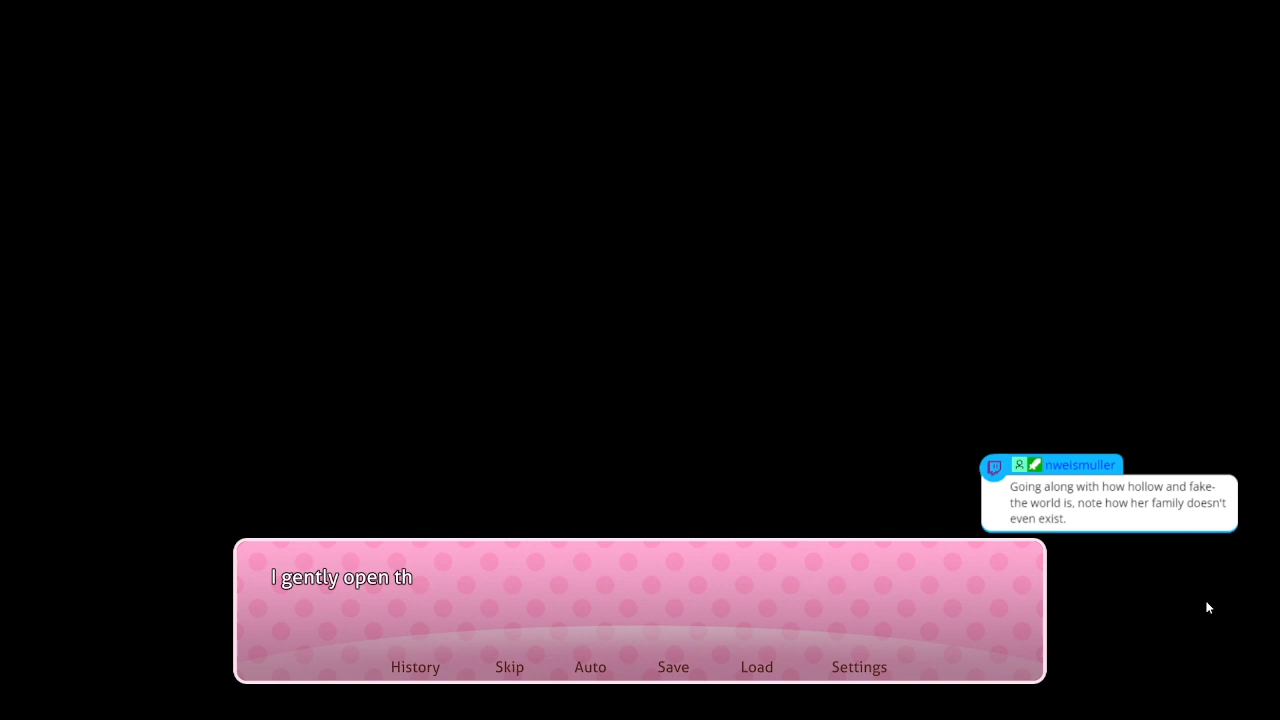 nweismuller
Going along with how hollow and fake-
the world is, note how her family doesn't
even exist.
I gently open th
History Skip Auto Save Load Settings